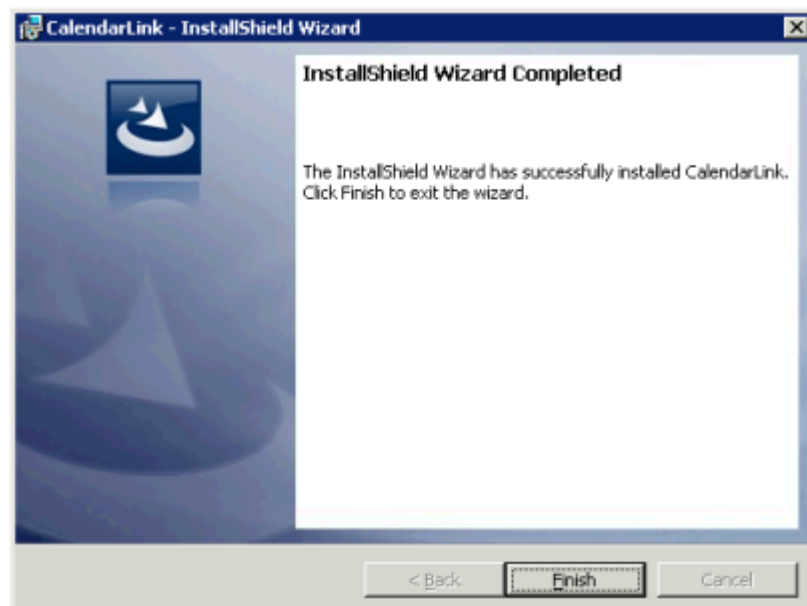 CalendarLink - InstallShield Wizard
InstallShield Wizard Completed
The InstallShield Wizard has successfully installed CalendarLink.
Click Finish to exit the wizard.
< Back
Finish
Cancel